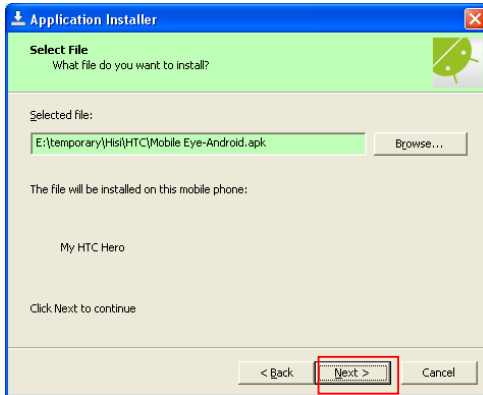 Application Installer
Select File
What file do you want to install?
Selected file:
E:\temporary\Hisi\HTC\Mobile Eye-Android.apk
Browse...
The file will be installed on this mobile phone:
My HTC Hero
Click Next to continue
< Back
Next >
Cancel